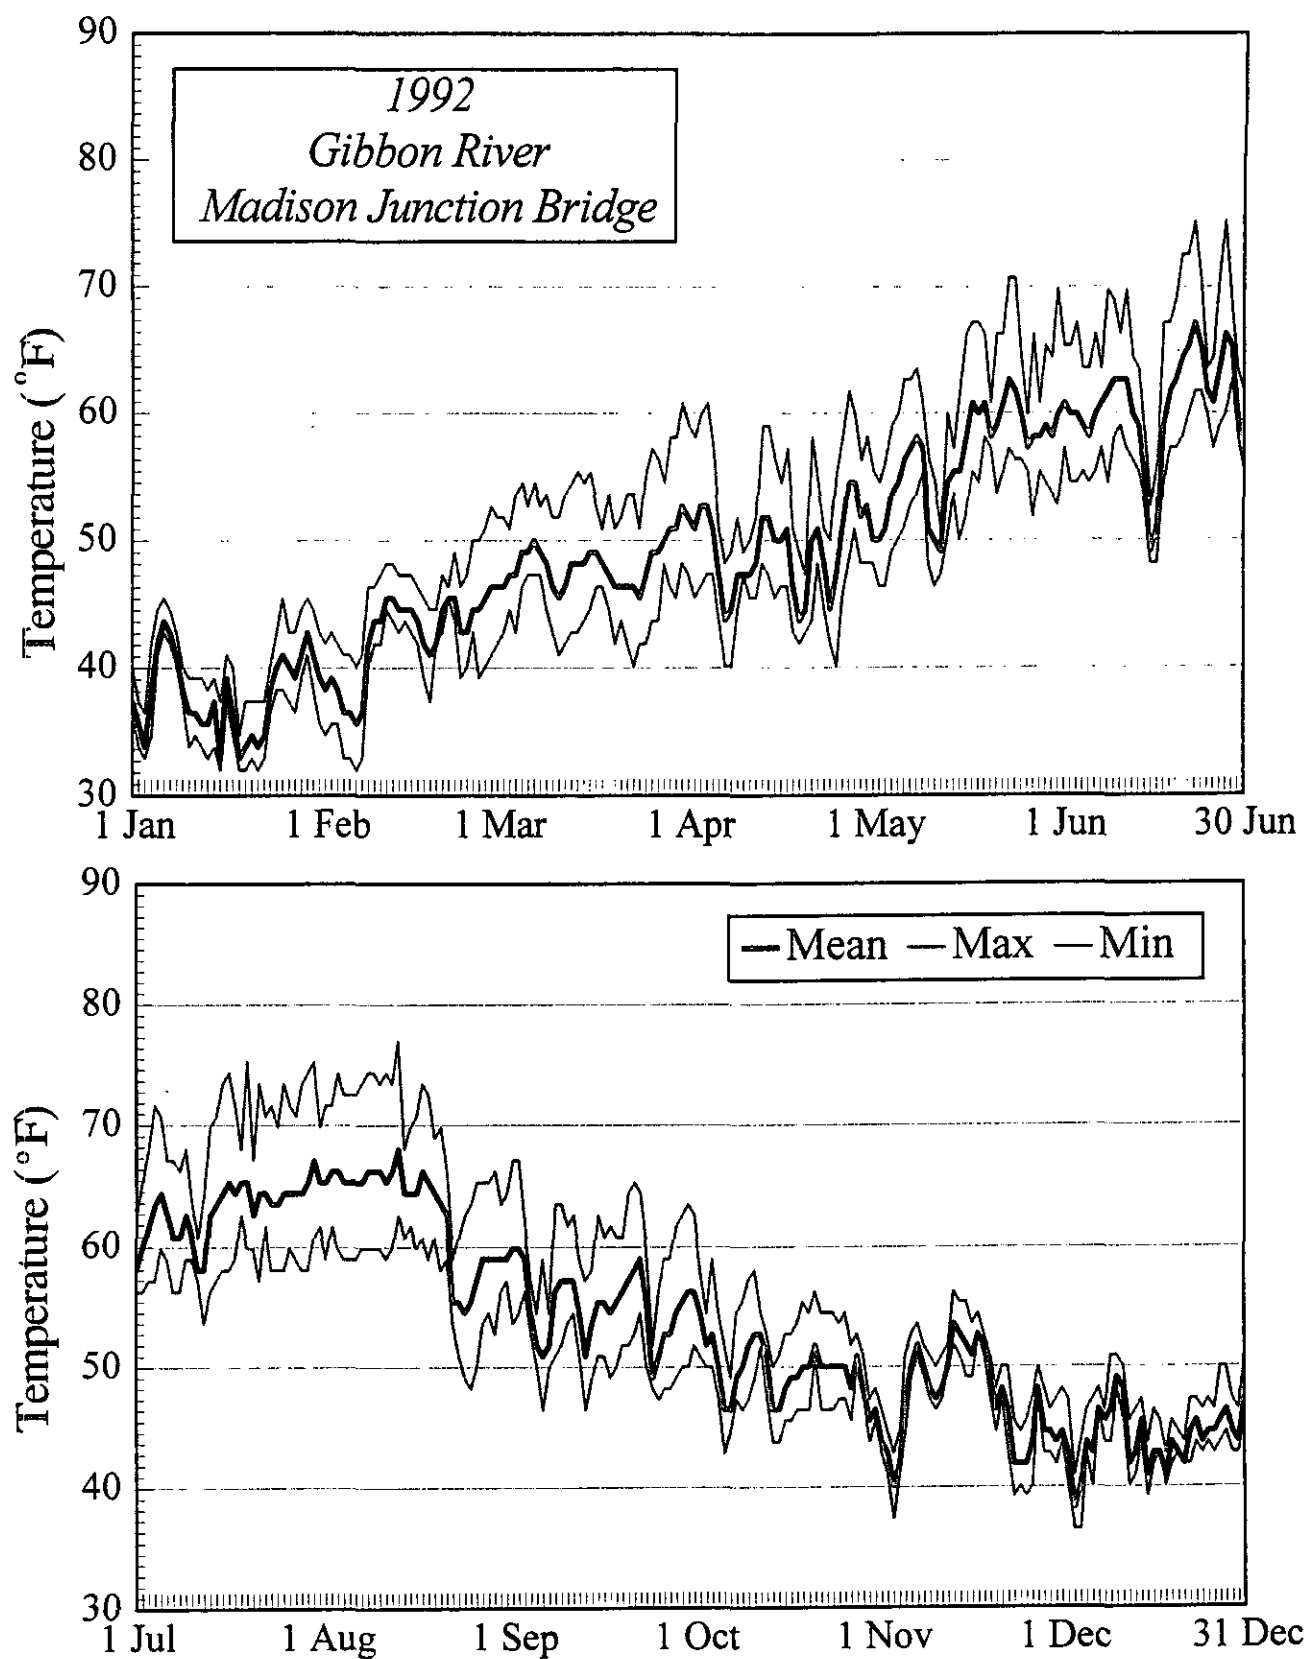 1992
Gibbon River
Madison Junction Bridge
Temperature (°F)
90
80
70
60
50
40
30
1 Jan 1 Feb 1 Mar 1 Apr 1 May 1 Jun 30 Jun
Mean Max Min
Temperature (°F)
90
80
70
60
50
40
30
1 Jul 1 Aug 1 Sep 1 Oct 1 Nov 1 Dec 31 Dec